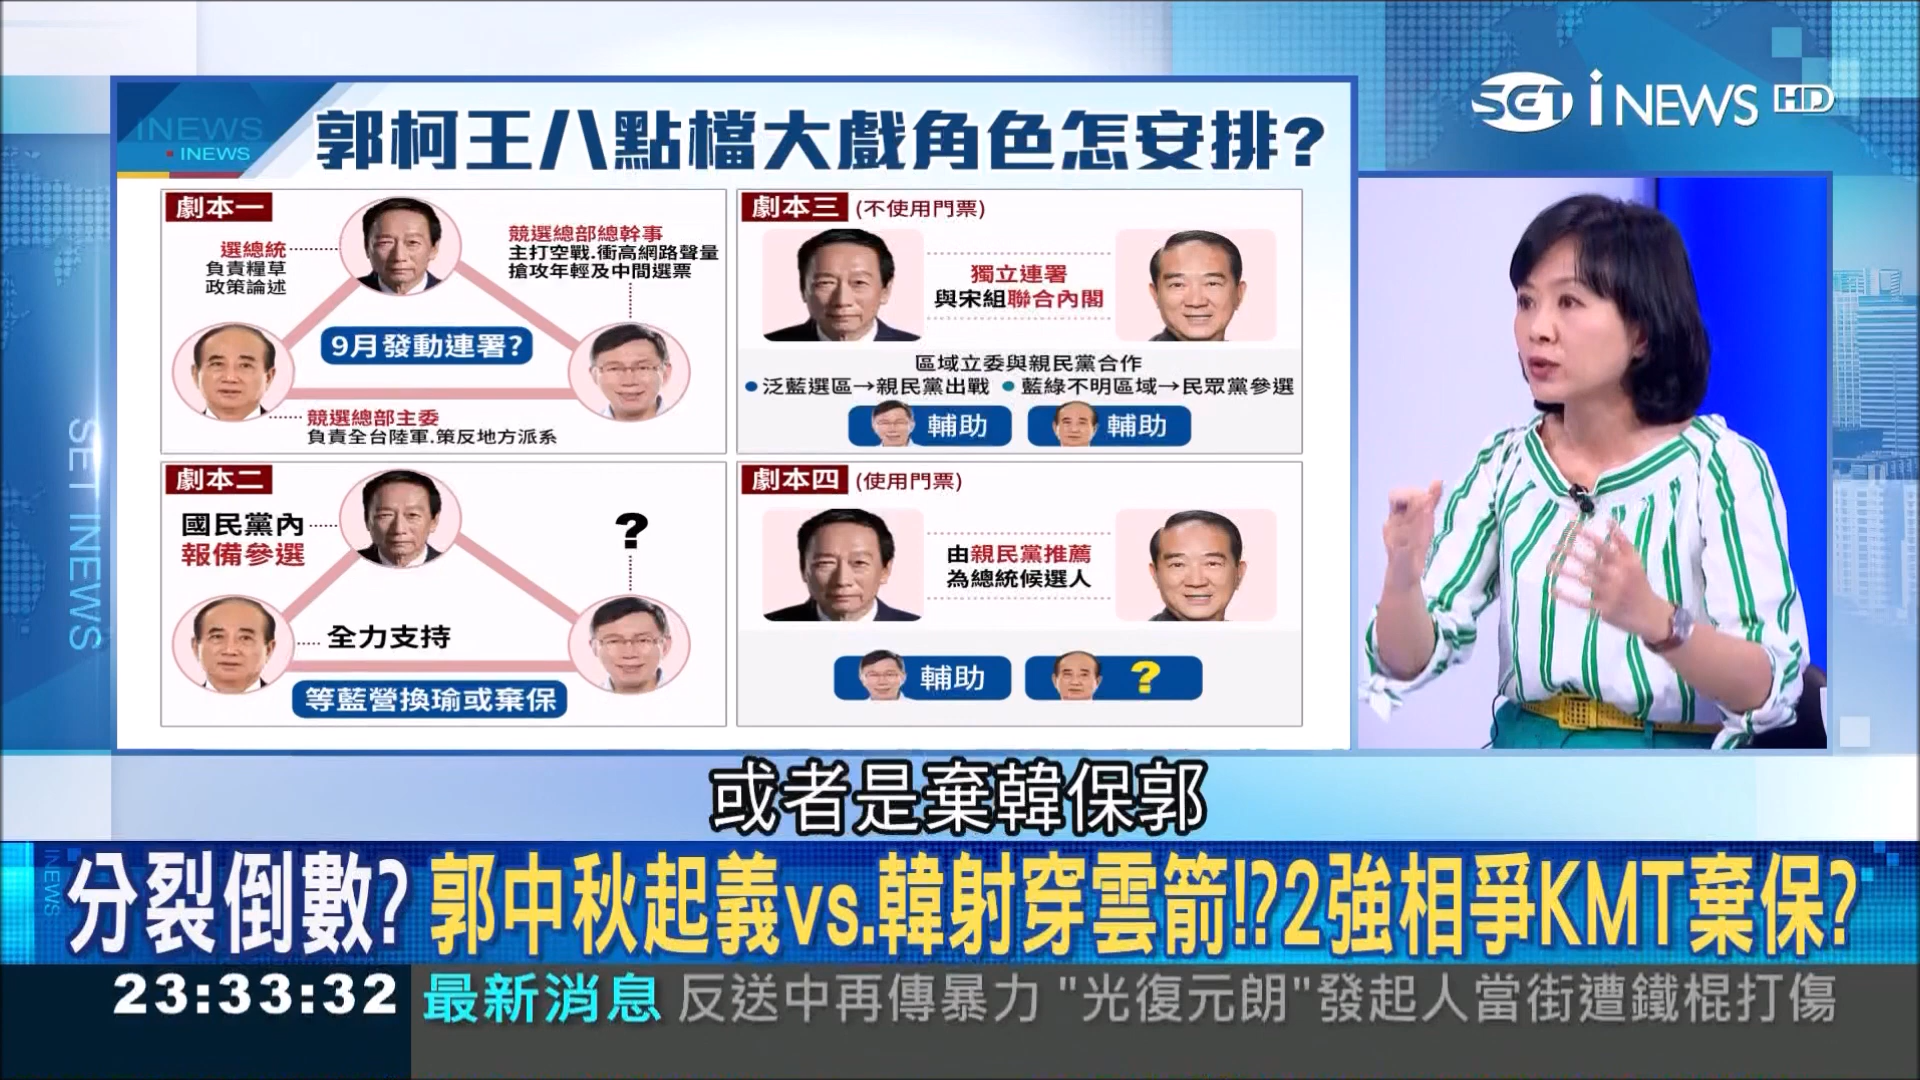 SET iNEWS HD
INEWS
INEWS
郭柯王八點檔大戲角色怎安排?
劇本一
選總統
負責糧草
政策論述
競選總部總幹事
主打空戰.衝高網路聲量
搶攻年輕及中間選票
9月發動連署?
競選總部主委
負責全台陸軍.策反地方派系
劇本二
國民黨內
報備參選
?
全力支持
等藍營換瑜或棄保
劇本三 (不使用門票)
獨立連署
與宋組聯合內閣
區域立委與親民黨合作
泛藍選區→親民黨出戰 藍綠不明區域→民眾黨參選
輔助
輔助
劇本四 (使用門票)
由親民黨推薦
為總統候選人
輔助
?
SET INEWS
或者是棄韓保郭
INEWS
分裂倒數? 郭中秋起義vs.韓射穿雲箭!?2強相爭KMT棄保?
23:33:32
最新消息 反送中再傳暴力 "光復元朗"發起人當街遭鐵棍打傷